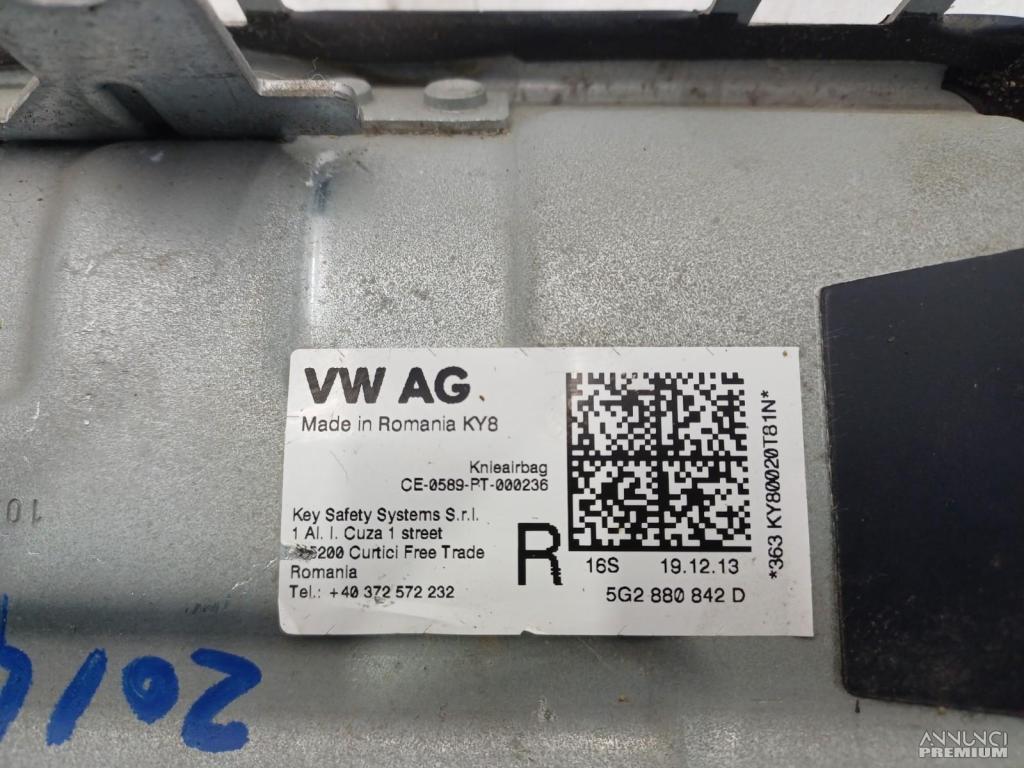 VW AG
Made in Romania KY8
Knieairbag
CE-0589-PT-000236
Key Safety Systems S.r.l.
1 Al. I. Cuza 1 street
Curtici Free Trade
Romania
Tel.: +40 372 572 232
R
16S 19.12.13
5G2 880 842 D
*363 KY80020T81N*
10
ANNUNCI
PREMIUM